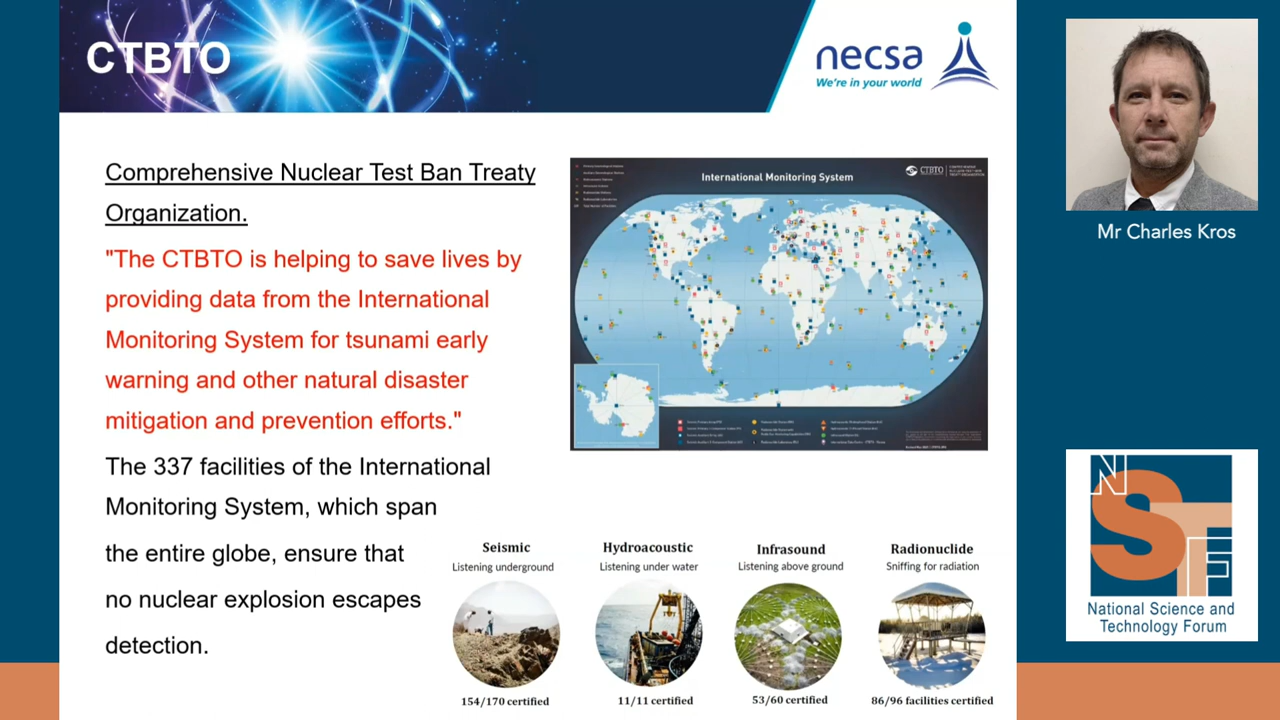 CTBTO
necsa
We're in your world
Comprehensive Nuclear Test Ban Treaty
Organization.
"The CTBTO is helping to save lives by
providing data from the International
Monitoring System for tsunami early
warning and other natural disaster
mitigation and prevention efforts."
The 337 facilities of the International
Monitoring System, which span
the entire globe, ensure that
no nuclear explosion escapes
detection.
International Monitoring System
CTBTO
Seismic
Listening underground
154/170 certified
Hydroacoustic
Listening under water
11/11 certified
Infrasound
Listening above ground
53/60 certified
Radionuclide
Sniffing for radiation
86/96 facilities certified
Mr Charles Kros
NSTF
National Science and
Technology Forum